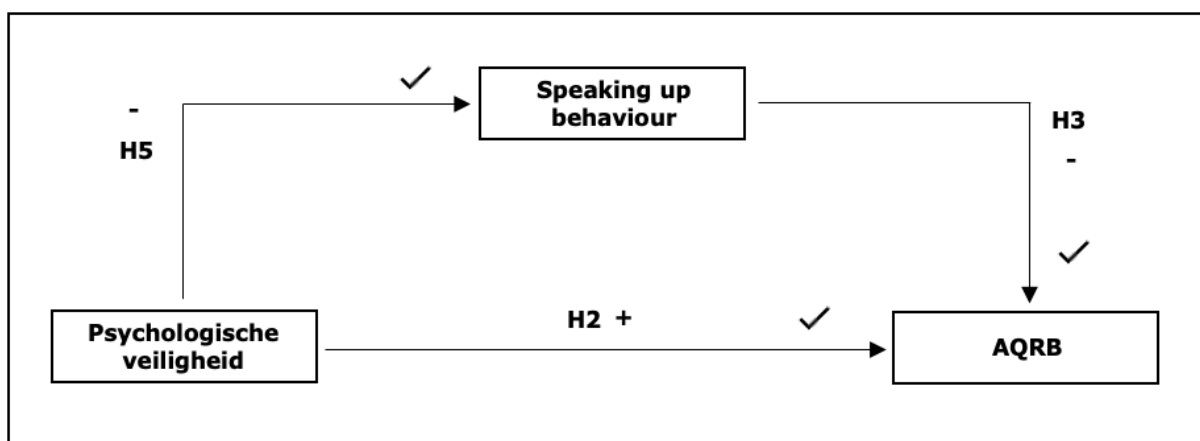 Speaking up
behaviour
-
H5
H3
-
Psychologische
veiligheid
H2 +
AQRB